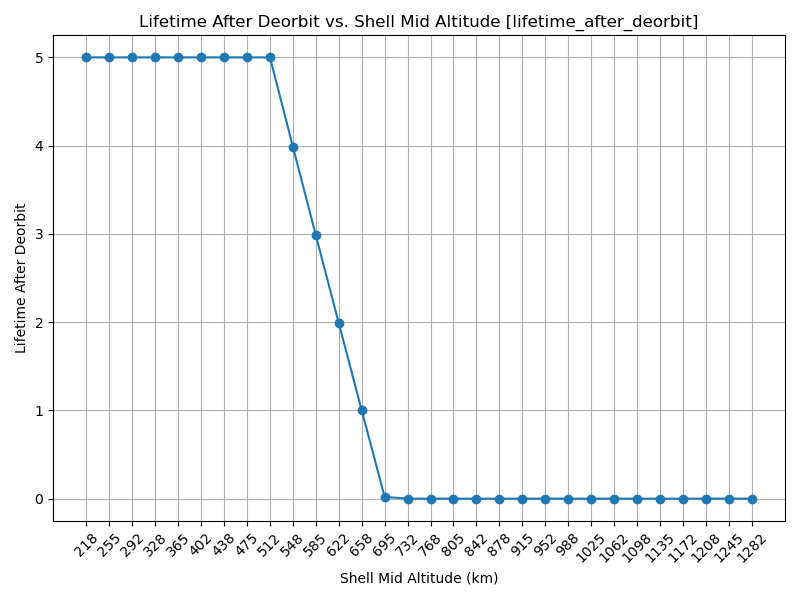 Lifetime After Deorbit vs. Shell Mid Altitude [lifetime_after_deorbit]
Lifetime After Deorbit
5
4
3
2
1
0
218 255 292 328 365 402 438 475 512 548 585 622 658 695 732 768 805 842 878 915 952 988 1025 1062 1098 1135 1172 1208 1245 1282
Shell Mid Altitude (km)